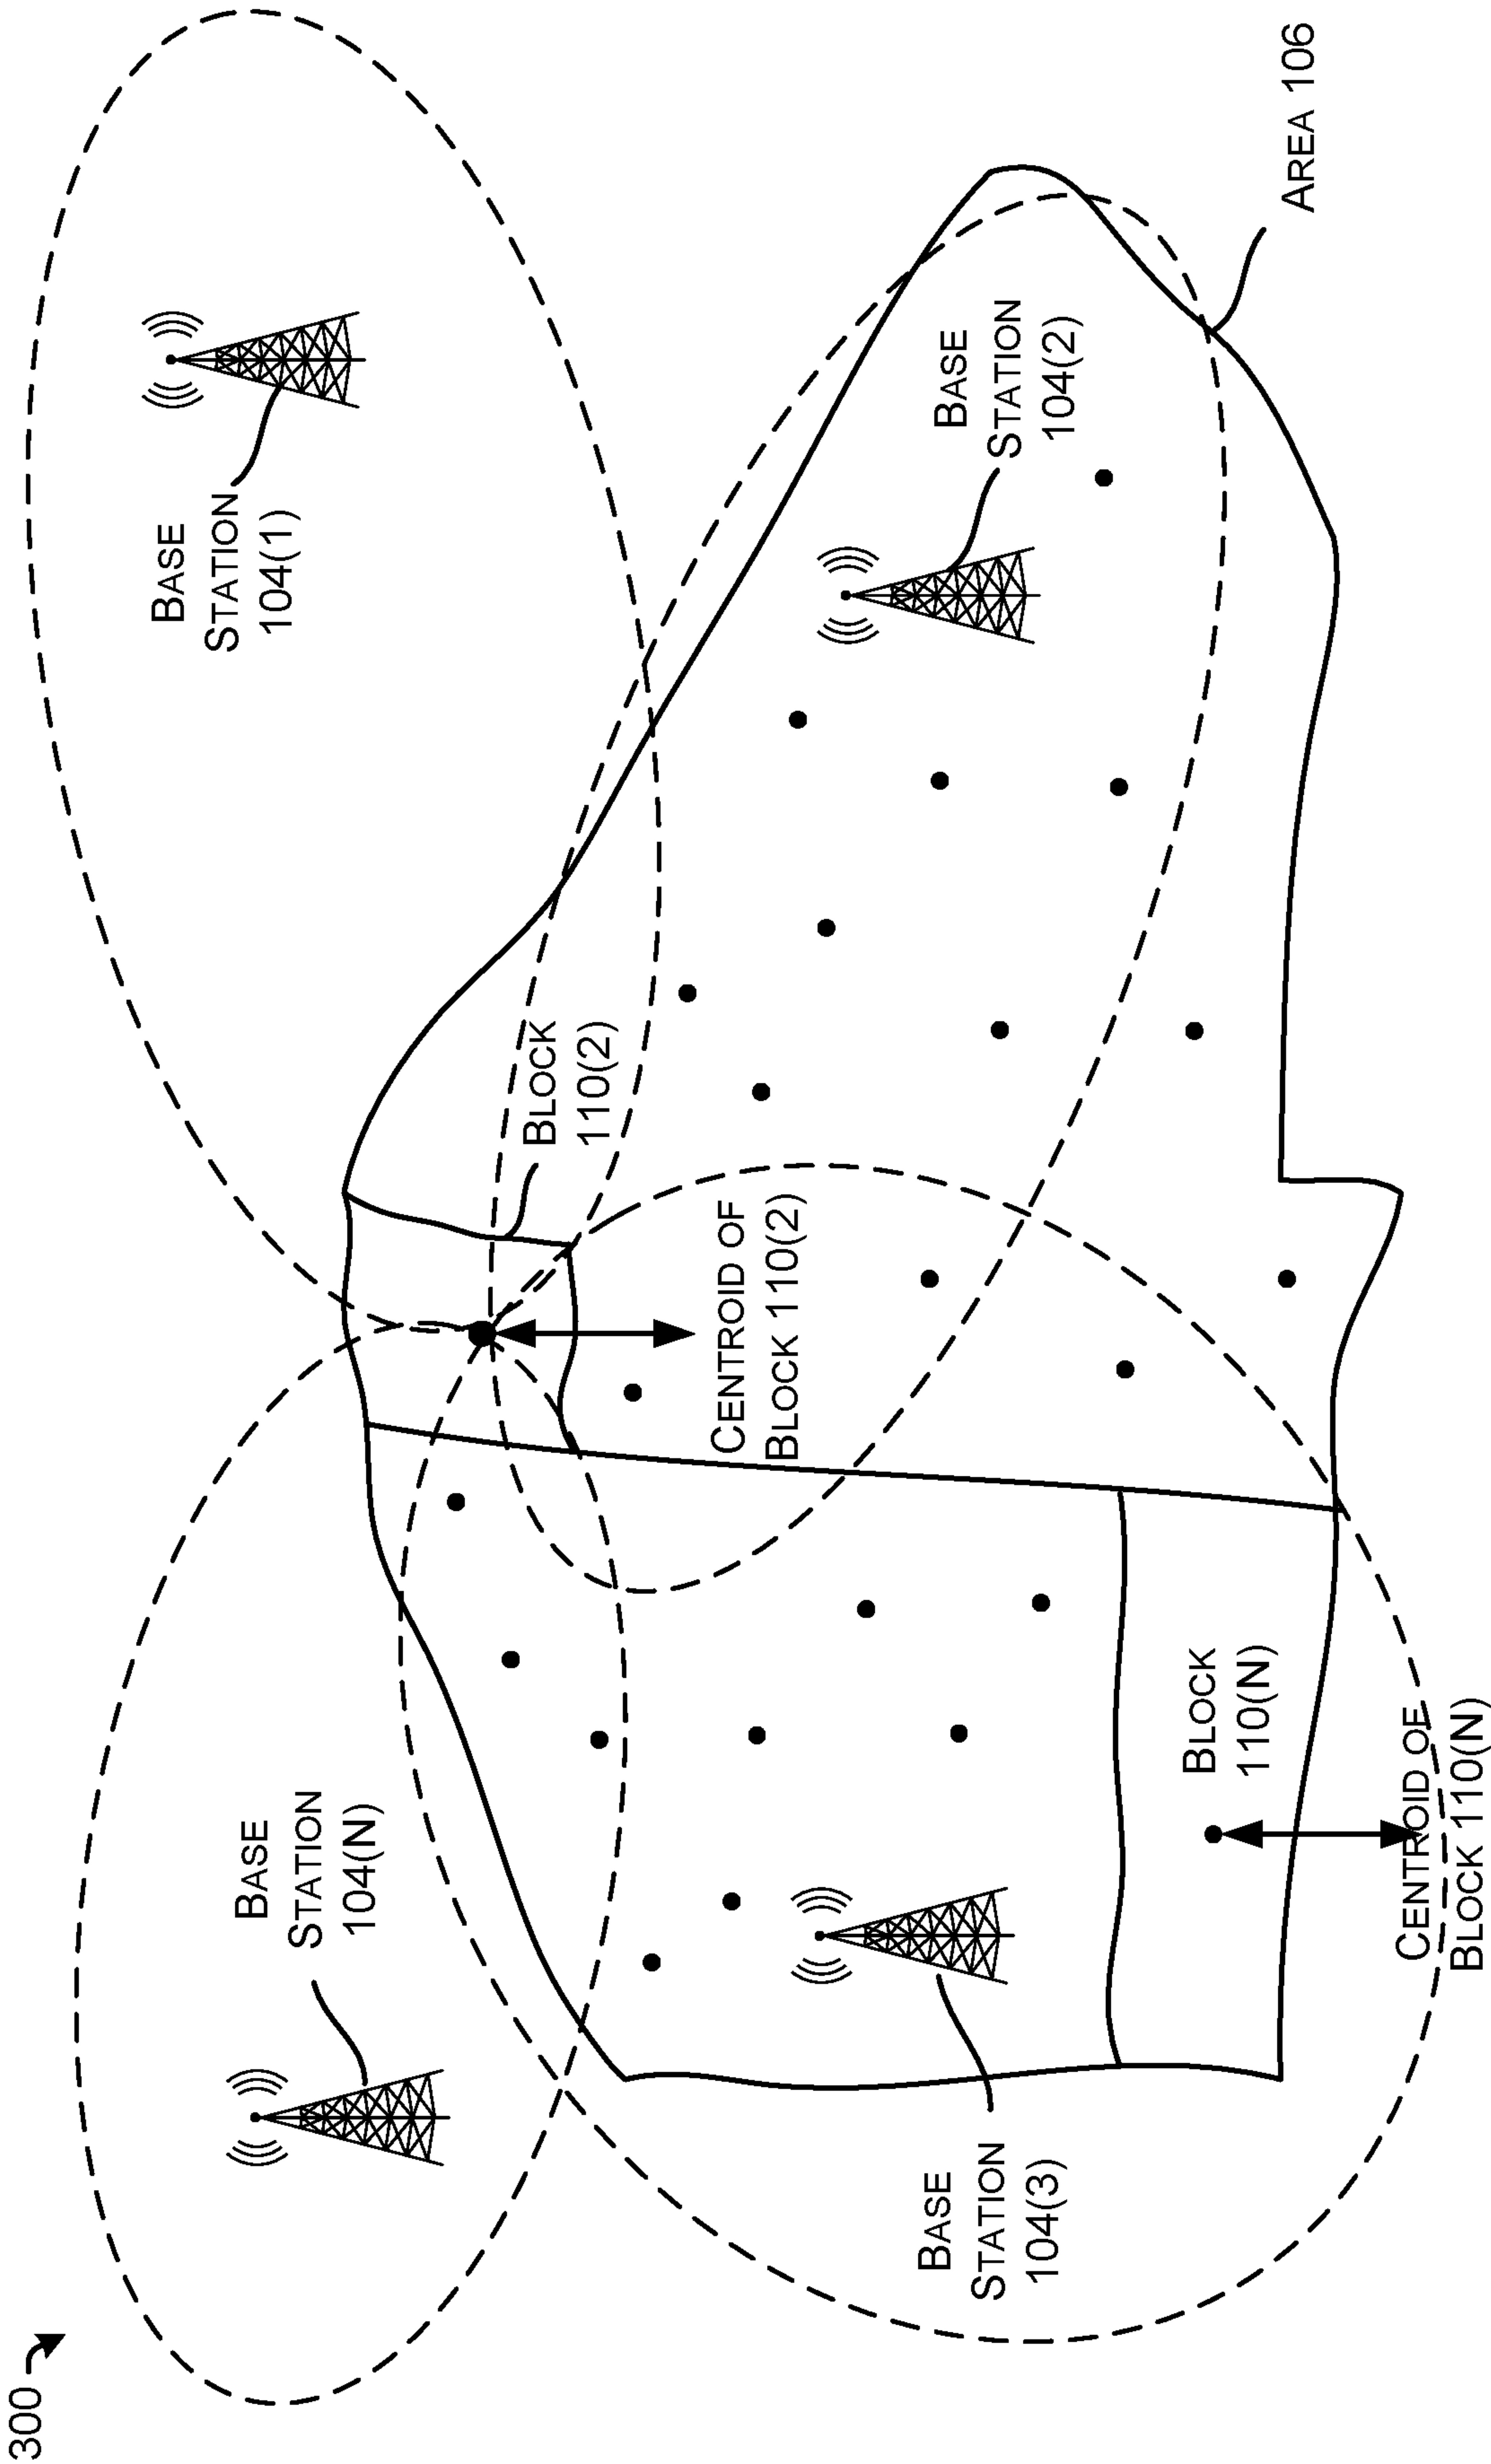 300
BASE
STATION
104(N)
BASE
STATION
104(1)
BLOCK
110(2)
CENTROID OF
BLOCK 110(2)
BASE
STATION
104(2)
BASE
STATION
104(3)
BLOCK
110(N)
CENTROID OF
BLOCK 110(N)
AREA 106